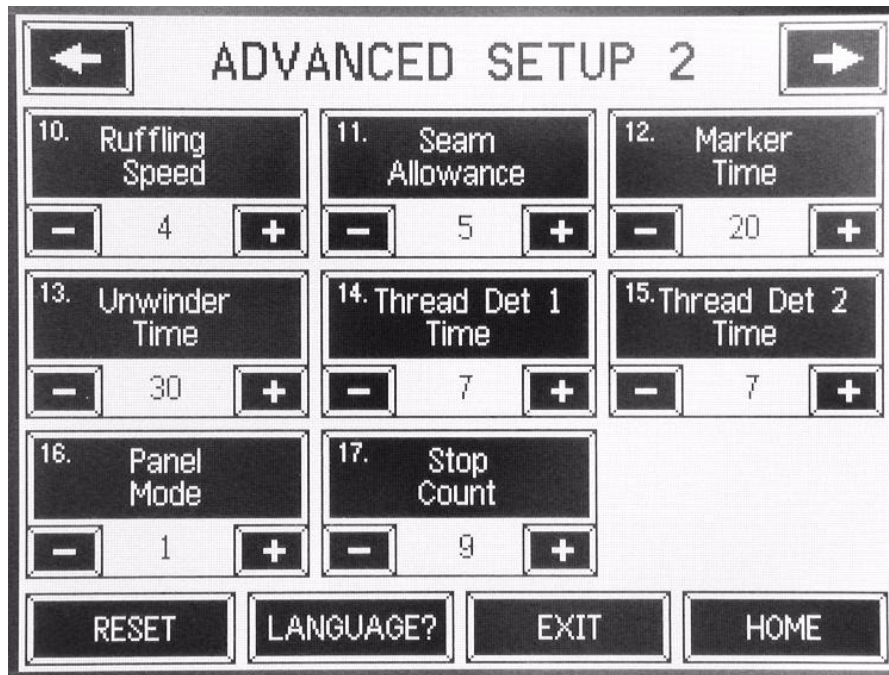 ADVANCED SETUP 2
10. Ruffling
Speed
11. Seam
Allowance
12. Marker
Time
- 4 +
- 5 +
- 20 +
13. Unwinder
Time
14. Thread Det 1
Time
15. Thread Det 2
Time
- 30 +
- 7 +
- 7 +
16. Panel
Mode
17. Stop
Count
- 1 +
- 9 +
RESET
LANGUAGE?
EXIT
HOME